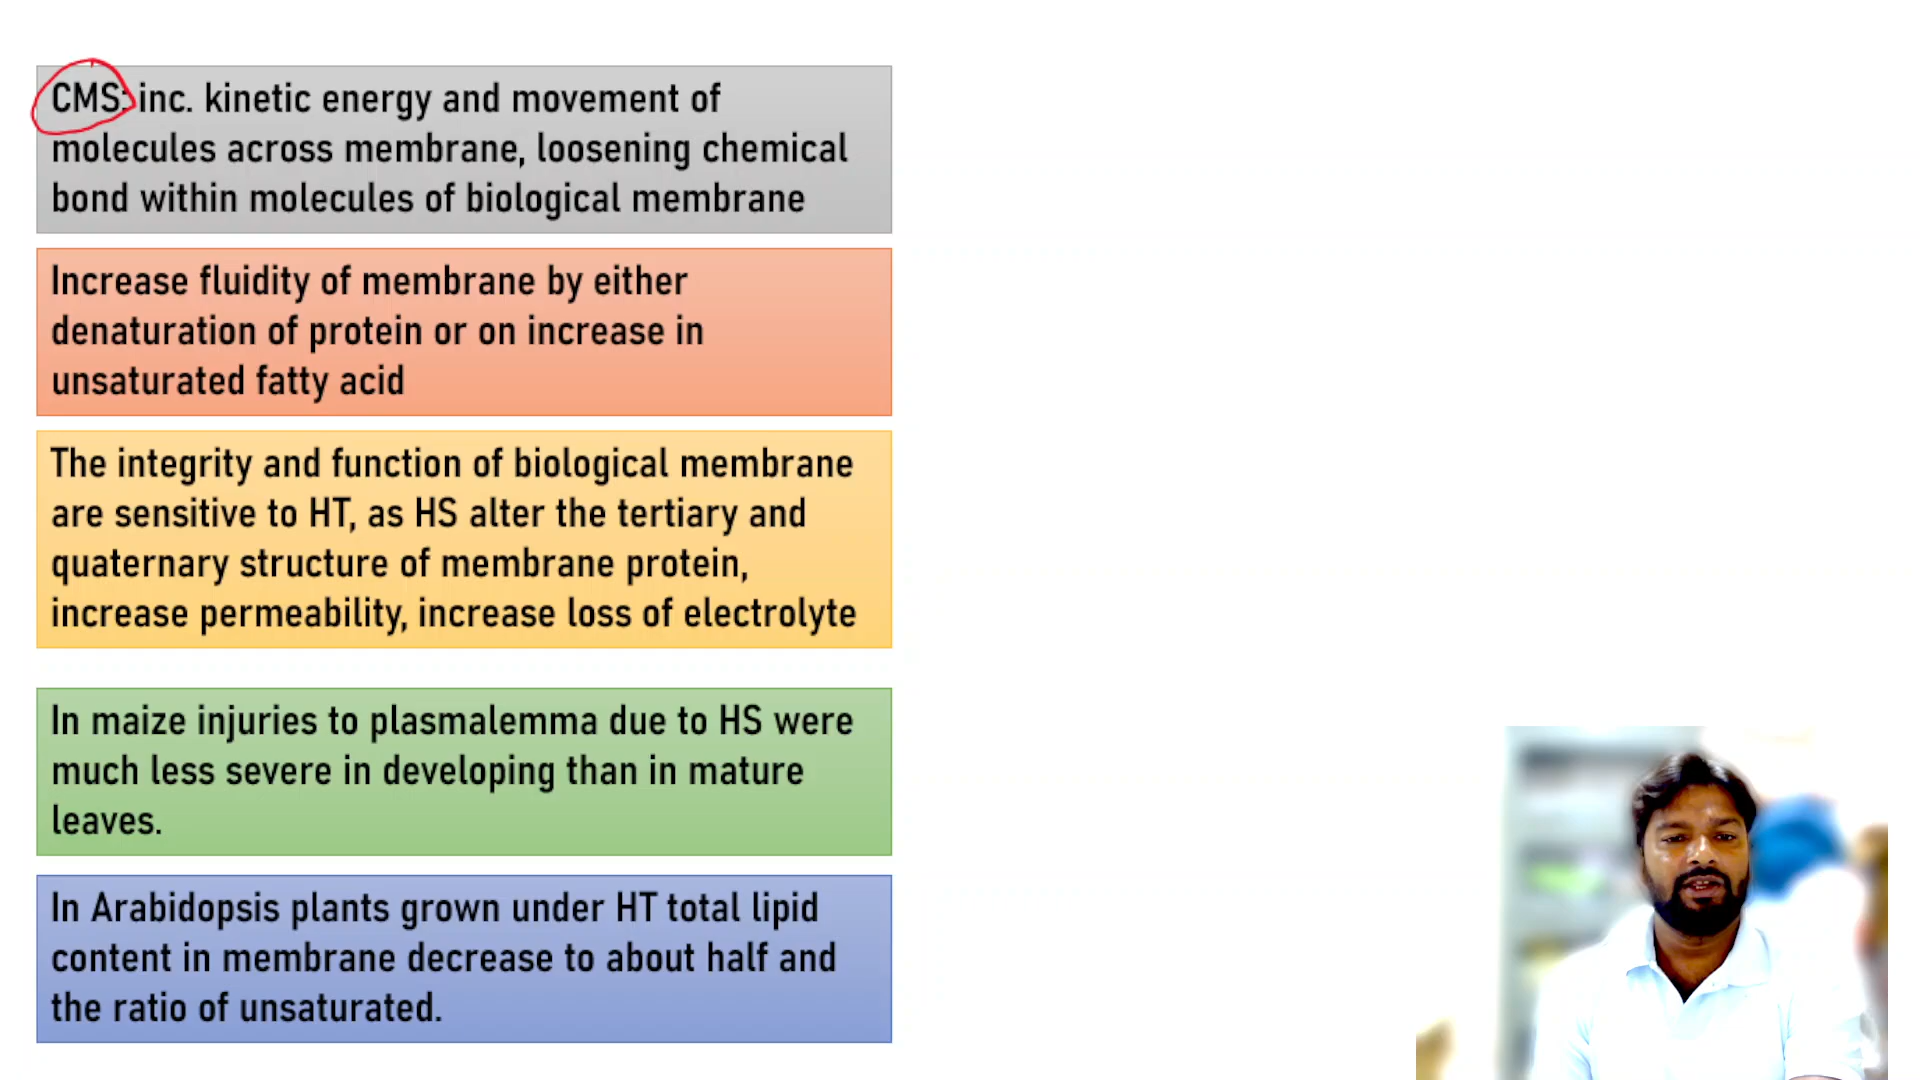 CMS: inc. kinetic energy and movement of
molecules across membrane, loosening chemical
bond within molecules of biological membrane
Increase fluidity of membrane by either
denaturation of protein or on increase in
unsaturated fatty acid
The integrity and function of biological membrane
are sensitive to HT, as HS alter the tertiary and
quaternary structure of membrane protein,
increase permeability, increase loss of electrolyte
In maize injuries to plasmalemma due to HS were
much less severe in developing than in mature
leaves.
In Arabidopsis plants grown under HT total lipid
content in membrane decrease to about half and
the ratio of unsaturated.